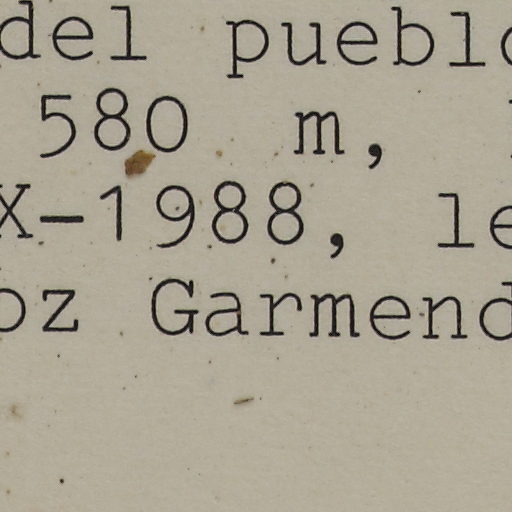 del pueblo
580 m,
X-1988, le
oz Garmend